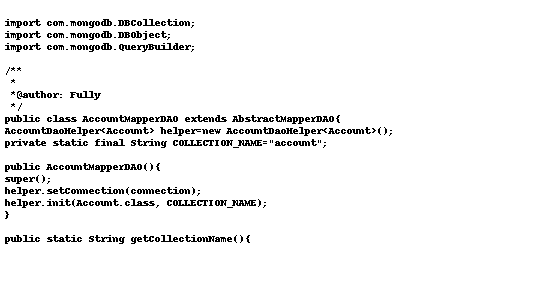 import com.mongodb.DBCollection;
import com.mongodb.DBObject;
import com.mongodb.QueryBuilder;
/**
*
*@author: Fully
*/
public class AccountMapperDAO extends AbstractMapperDAO{
AccountDaoHelper<Account> helper=new AccountDaoHelper<Account>();
private static final String COLLECTION_NAME="account";
public AccountMapperDAO(){
super();
helper.setConnection(connection);
helper.init(Account.class, COLLECTION_NAME);
}
public static String getCollectionName(){